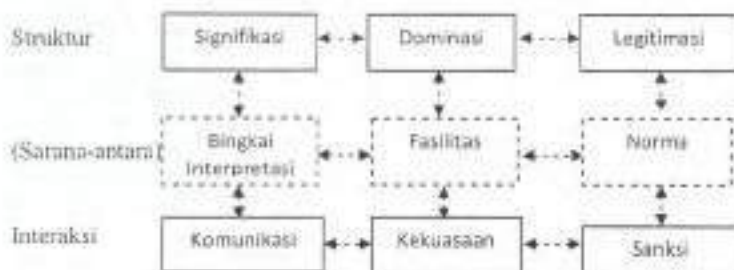 Struktur Signifikasi Dominasi Legitimasi
(Sarana-antara) Bingkai Interpretasi Fasilitas Norma
Interaksi Komunikasi Kekuasaan Sanksi